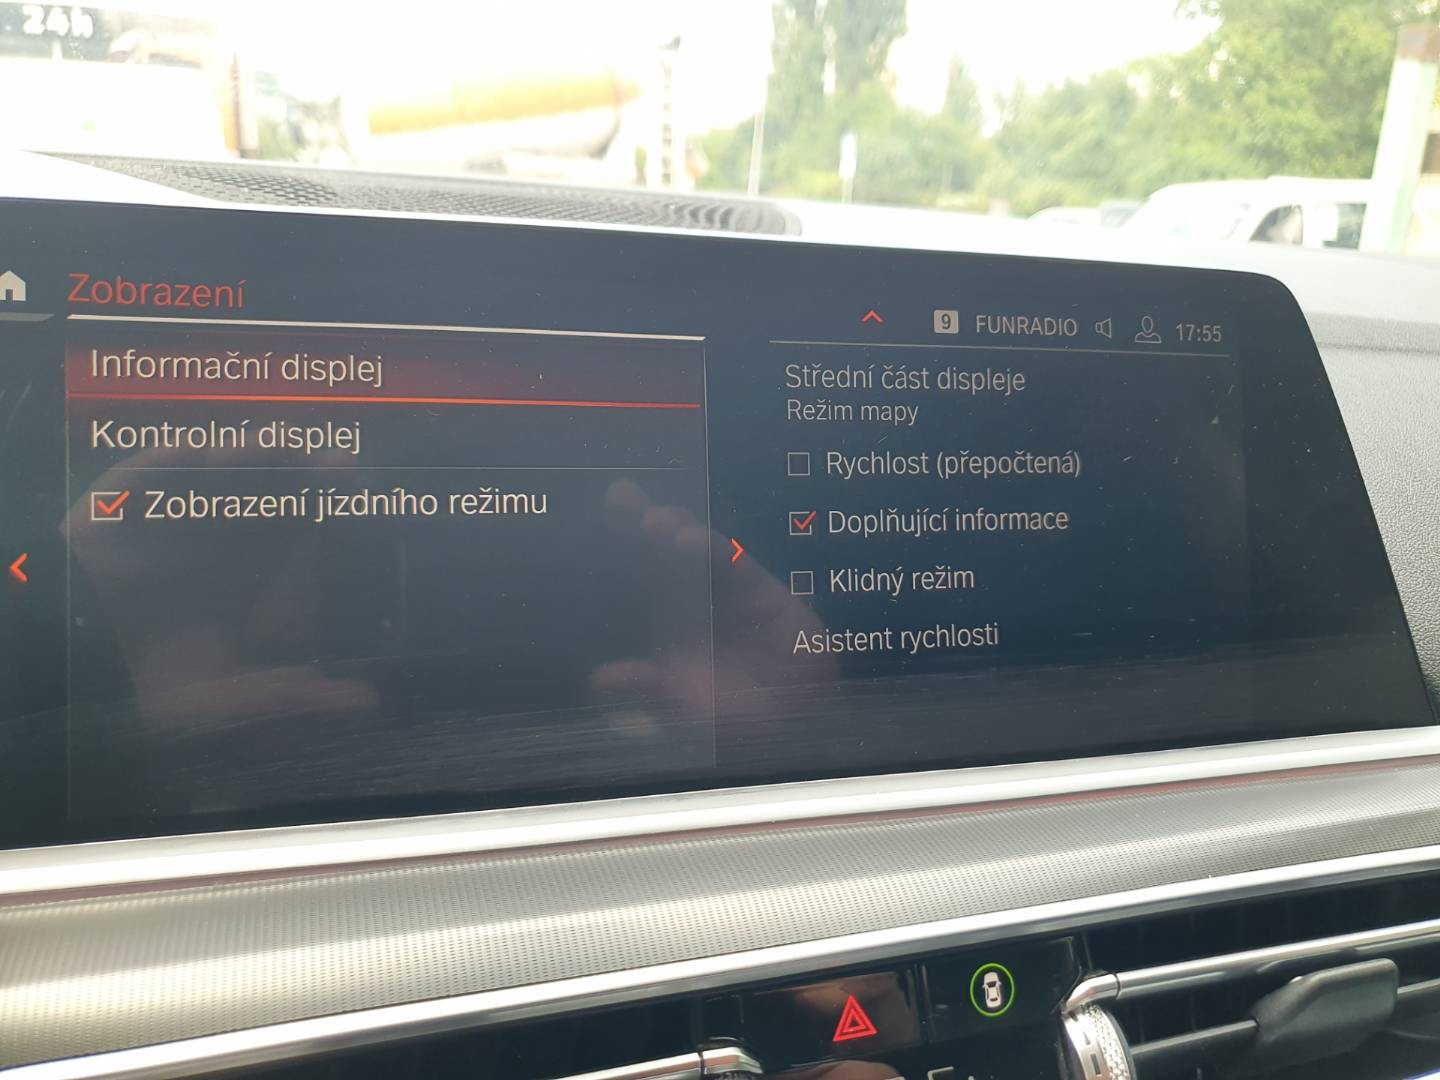 24h
Zobrazení
9 FUNRADIO 17:55
Informační displej
Kontrolní displej
Zobrazení jízdního režimu
Střední část displeje
Režim mapy
Rychlost (přepočtená)
Doplňující informace
Klidný režim
Asistent rychlosti